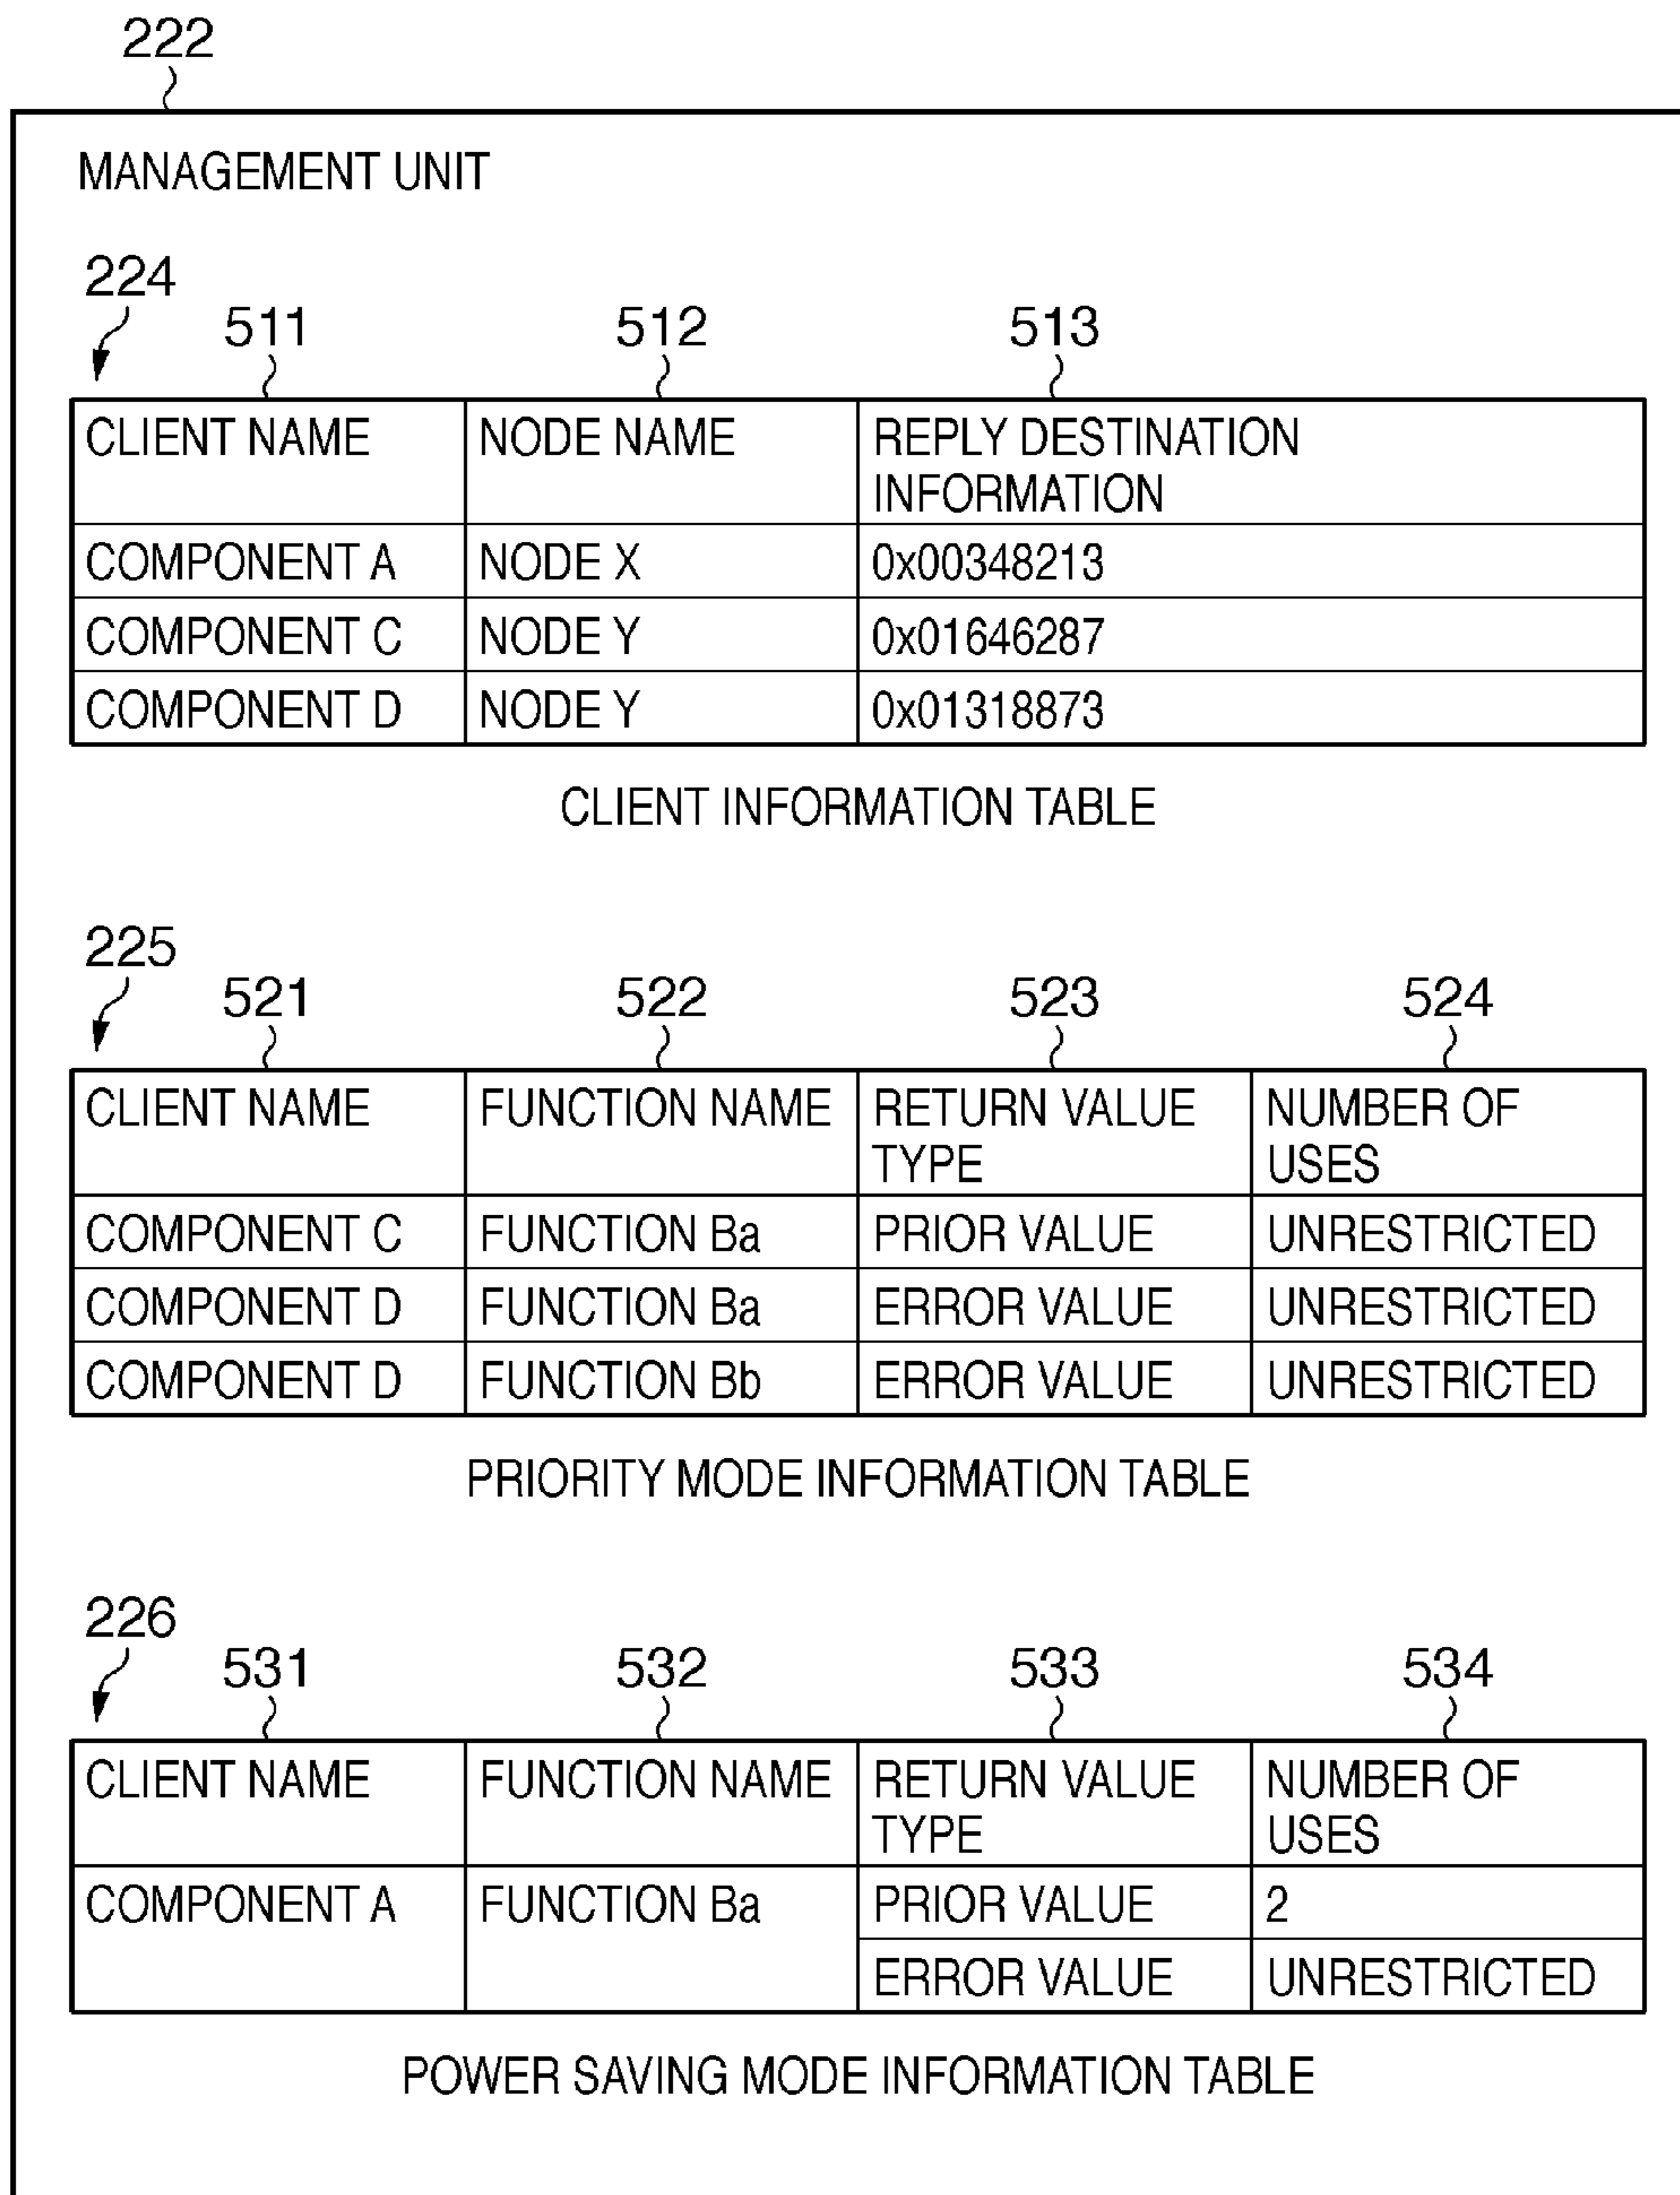 222
MANAGEMENT UNIT
224
511 512 513
CLIENT NAME NODE NAME REPLY DESTINATION
INFORMATION
COMPONENT A NODE X 0x00348213
COMPONENT C NODE Y 0x01646287
COMPONENT D NODE Y 0x01318873
CLIENT INFORMATION TABLE
225
521 522 523 524
CLIENT NAME FUNCTION NAME RETURN VALUE NUMBER OF
TYPE USES
COMPONENT C FUNCTION Ba PRIOR VALUE UNRESTRICTED
COMPONENT D FUNCTION Ba ERROR VALUE UNRESTRICTED
COMPONENT D FUNCTION Bb ERROR VALUE UNRESTRICTED
PRIORITY MODE INFORMATION TABLE
226
531 532 533 534
CLIENT NAME FUNCTION NAME RETURN VALUE NUMBER OF
TYPE USES
COMPONENT A FUNCTION Ba PRIOR VALUE 2
ERROR VALUE UNRESTRICTED
POWER SAVING MODE INFORMATION TABLE